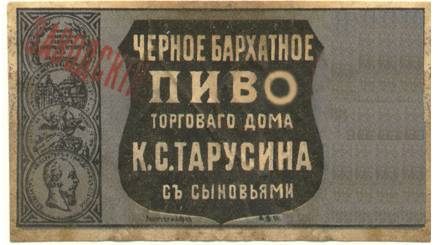 ЧЕРНОЕ БАРХАТНОЕ
ПИВО
ТОРГОВАГО ДОМА
К.С.ТАРУСИНА
СЪ СЫНОВЬЯМИ